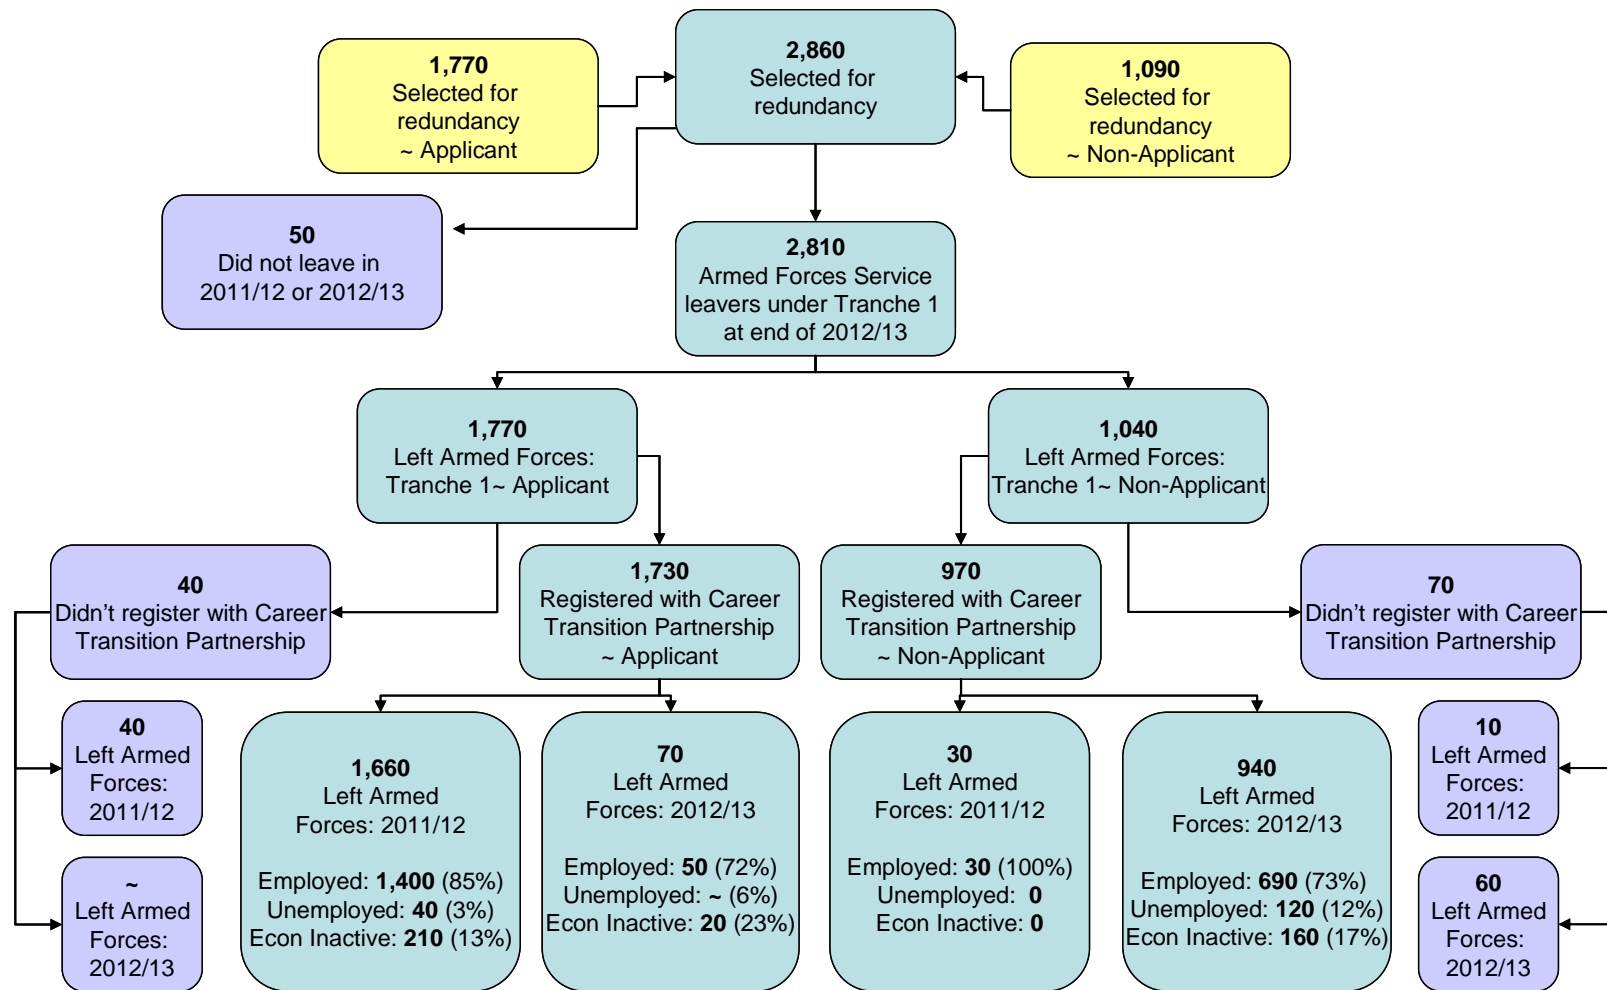 1,770
Selected for
redundancy
~ Applicant
2,860
Selected for
redundancy
1,090
Selected for
redundancy
~ Non-Applicant
50
Did not leave in
2011/12 or 2012/13
2,810
Armed Forces Service
leavers under Tranche 1
at end of 2012/13
1,770
Left Armed Forces:
Tranche 1~ Applicant
1,040
Left Armed Forces:
Tranche 1~ Non-Applicant
40
Didn't register with Career
Transition Partnership
1,730
Registered with Career
Transition Partnership
~ Applicant
970
Registered with Career
Transition Partnership
~ Non-Applicant
70
Didn't register with Career
Transition Partnership
40
Left Armed
Forces:
2011/12
~
Left Armed
Forces:
2012/13
1,660
Left Armed
Forces: 2011/12
Employed: 1,400 (85%)
Unemployed: 40 (3%)
Econ Inactive: 210 (13%)
70
Left Armed
Forces: 2012/13
Employed: 50 (72%)
Unemployed: ~ (6%)
Econ Inactive: 20 (23%)
30
Left Armed
Forces: 2011/12
Employed: 30 (100%)
Unemployed: 0
Econ Inactive: 0
940
Left Armed
Forces: 2012/13
Employed: 690 (73%)
Unemployed: 120 (12%)
Econ Inactive: 160 (17%)
10
Left Armed
Forces:
2011/12
60
Left Armed
Forces:
2012/13